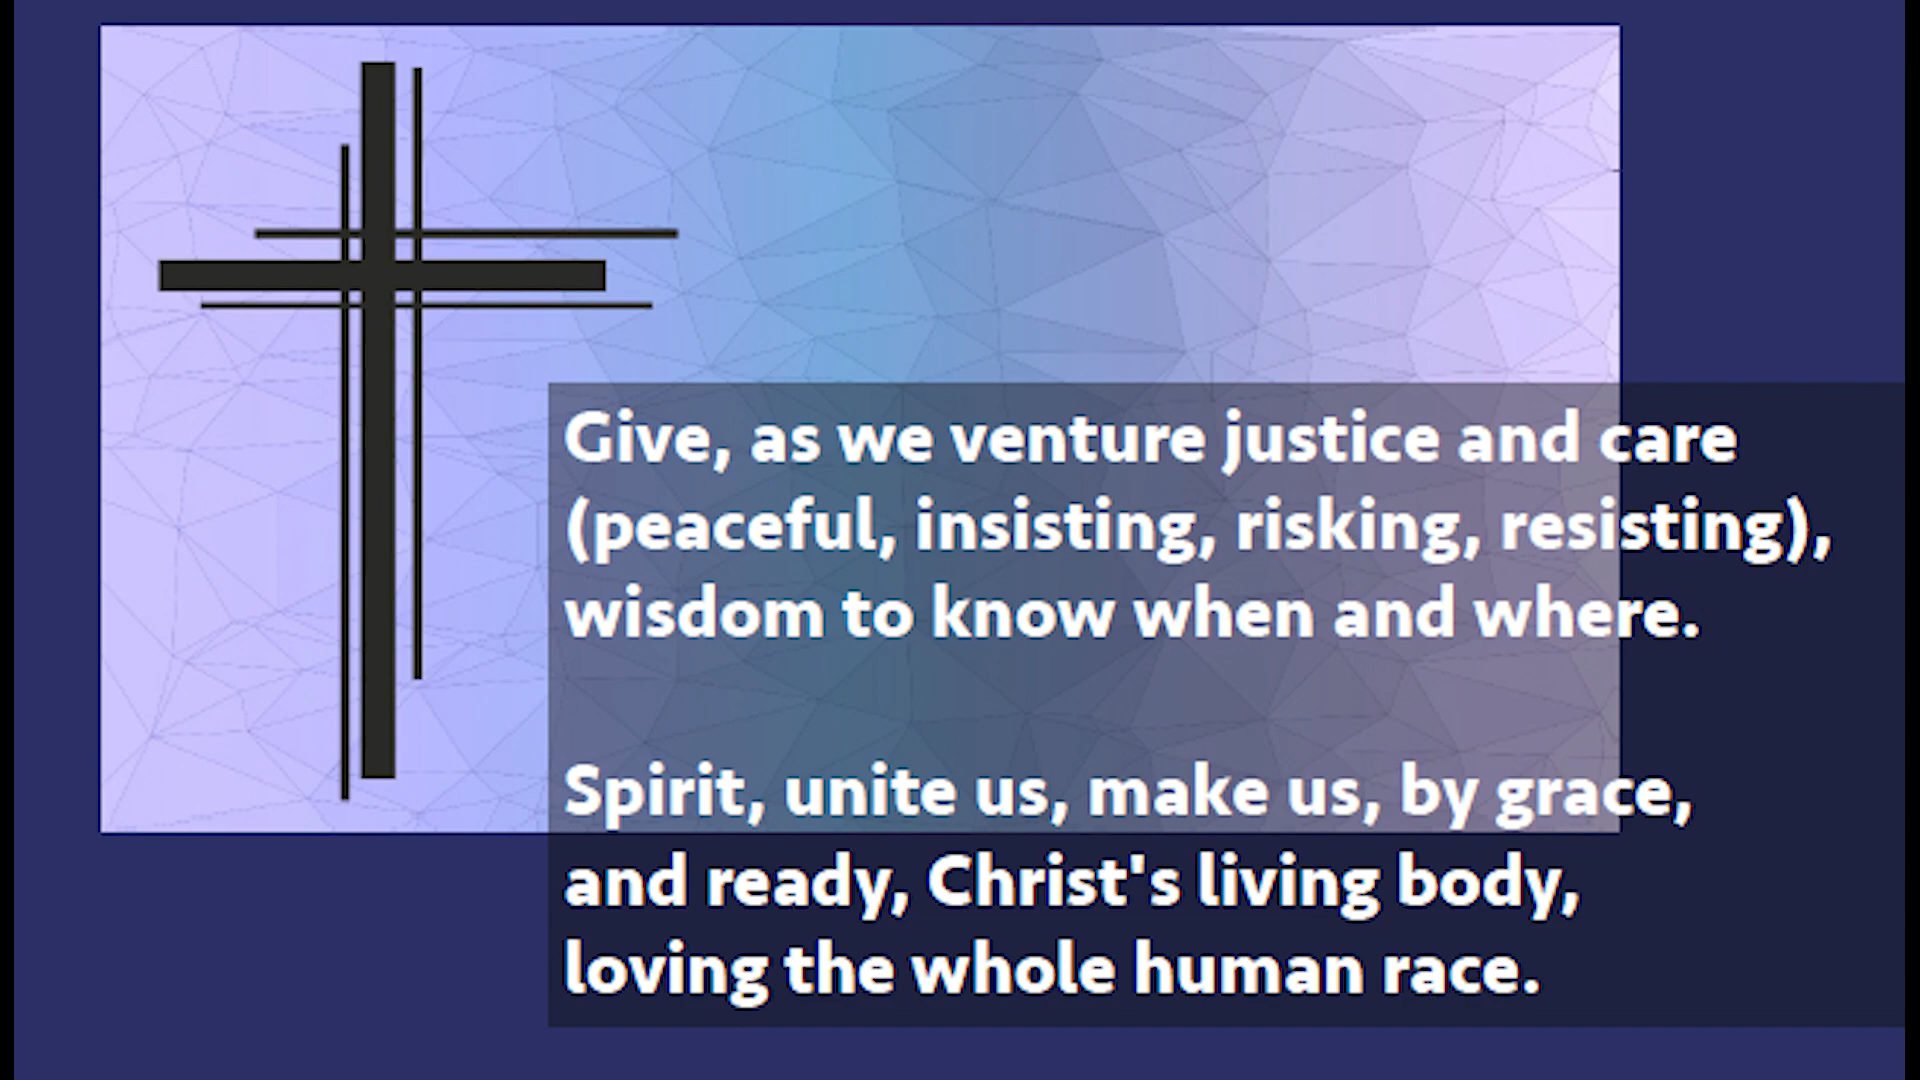 Give, as we venture justice and care
(peaceful, insisting, risking, resisting),
wisdom to know when and where.
Spirit, unite us, make us, by grace,
and ready, Christ's living body,
loving the whole human race.